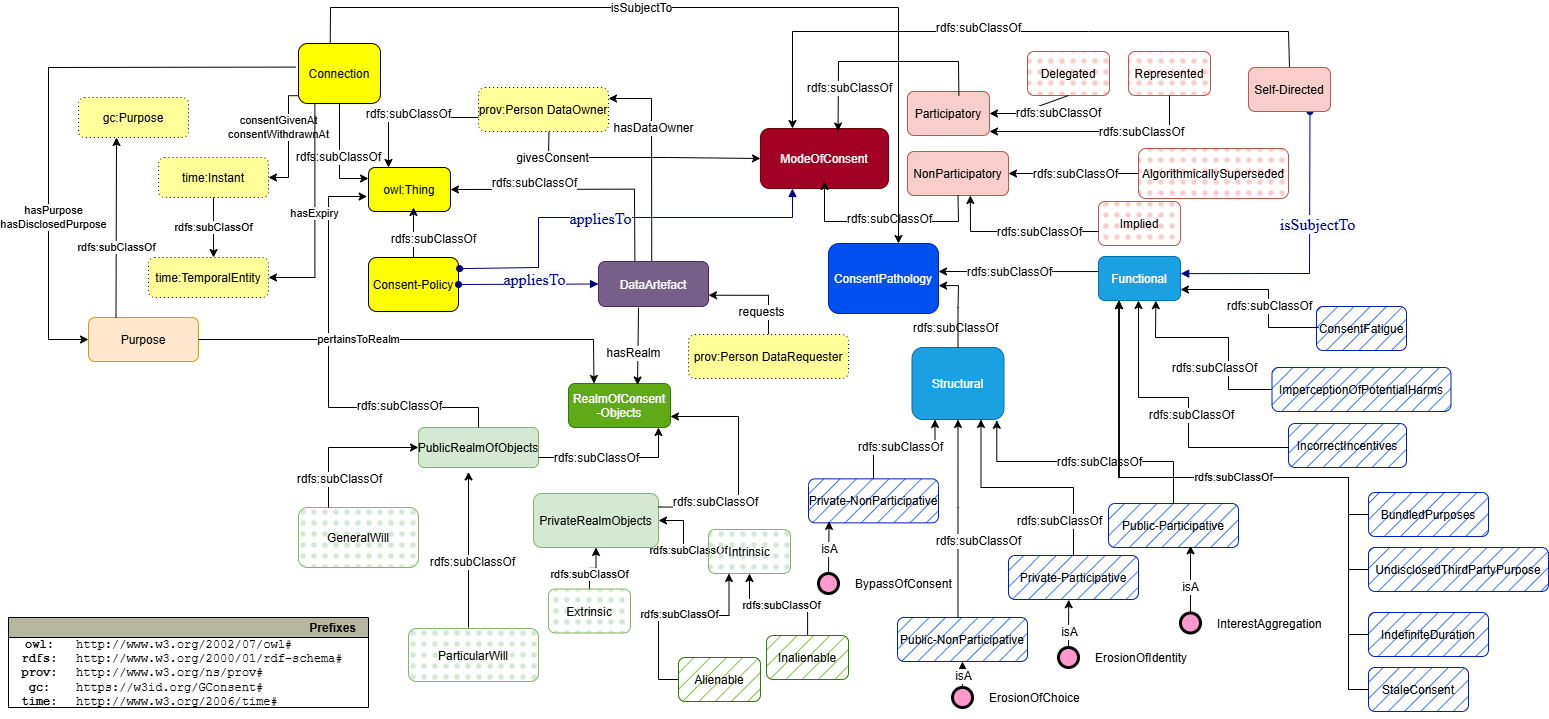 isSubjectTo
rdfs:subClassOf
Connection
Delegated
Represented
Self-Directed
gc:Purpose
consentGivenAt
consentWithdrawnAt
rdfs:subClassOf
prov:Person DataOwner
hasDataOwner
rdfs:subClassOf
Participatory
rdfs:subClassOf
rdfs:subClassOf
rdfs:subClassOf
givesConsent
ModeOfConsent
NonParticipatory
rdfs:subClassOf
AlgorithmicallySuperseded
time:Instant
owl:Thing
rdfs:subClassOf
hasPurpose
hasDisclosedPurpose
hasExpiry
rdfs:subClassOf
appliesTo
rdfs:subClassOf
Implied
rdfs:subClassOf
isSubjectTo
rdfs:subClassOf
rdfs:subClassOf
time:TemporalEntity
Consent-Policy
appliesTo
DataArtefact
ConsentPathology
rdfs:subClassOf
Functional
requests
rdfs:subClassOf
ConsentFatigue
rdfs:subClassOf
Purpose
pertainsToRealm
hasRealm
prov:Person DataRequester
rdfs:subClassOf
Structural
ImperceptionOfPotentialHarms
RealmOfConsent
-Objects
rdfs:subClassOf
rdfs:subClassOf
PublicRealmOfObjects
rdfs:subClassOf
rdfs:subClassOf
IncorrectIncentives
rdfs:subClassOf
rdfs:subClassOf
rdfs:subClassOf
Private-NonParticipative
rdfs:subClassOf
BundledPurposes
GeneralWill
PrivateRealmObjects
rdfs:subClassOf
rdfs:subClassOf
Intrinsic
isA
rdfs:subClassOf
Public-Participative
rdfs:subClassOf
rdfs:subClassOf
BypassOfConsent
Private-Participative
isA
UndisclosedThirdPartyPurpose
Extrinsic
rdfs:subClassOf
rdfs:subClassOf
InterestAggregation
Public-NonParticipative
isA
IndefiniteDuration
ParticularWill
Inalienable
ErosionOfIdentity
Alienable
isA
ErosionOfChoice
StaleConsent
Prefixes
owl: http://www.w3.org/2002/07/owl#
rdfs: http://www.w3.org/2000/01/rdf-schema#
prov: http://www.w3.org/ns/prov#
gc: https://w3id.org/GConsent#
time: http://www.w3.org/2006/time#